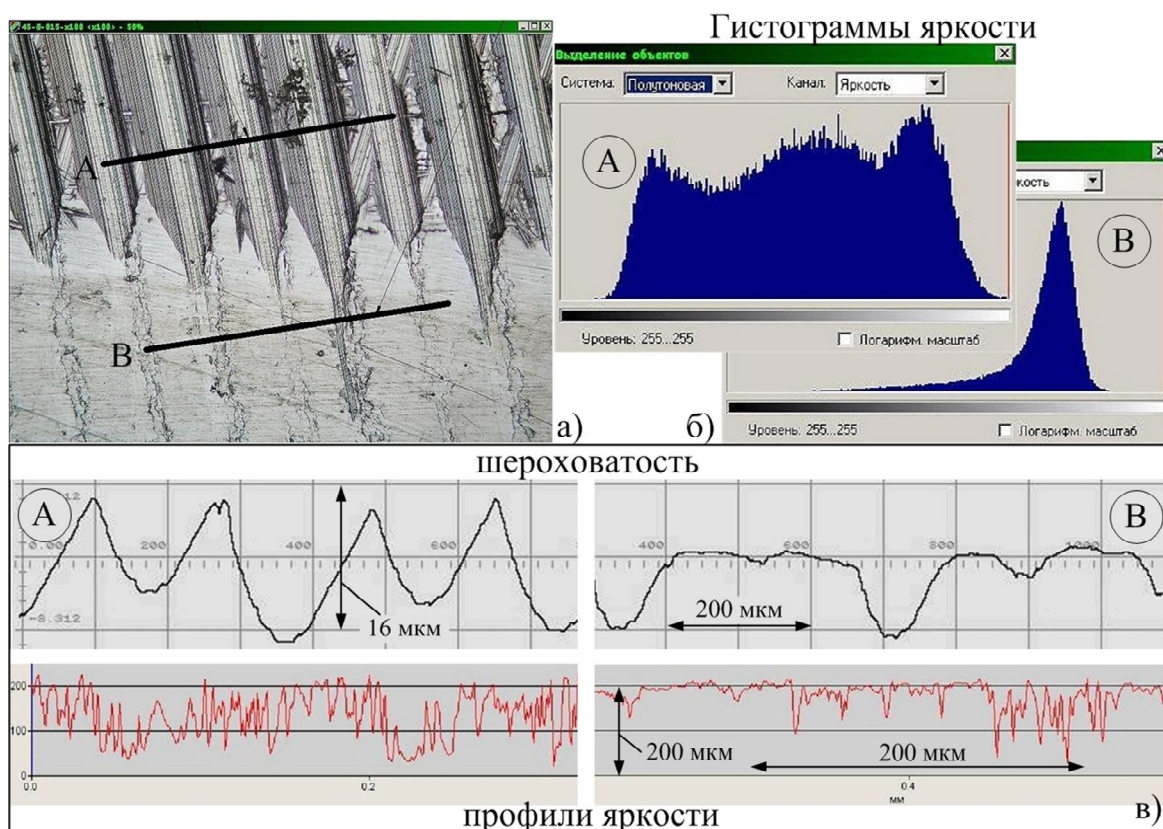 45-8-015-x100 <x100> - 50%
A
B
а)
Гистограммы яркости
Выделение объектов
Система: Полутоновая Канал: Яркость
A
Уровень: 255...255 Логарифм. масштаб
ркость
B
Уровень: 255...255 Логарифм. масштаб
б)
шероховатость
A
0.00 200 400 600
-8.312
16 мкм
B
400 600 800 1000
200 мкм
200
100
0
0.0 0.2
200 мкм
200 мкм
0.4
мм
профили яркости
в)